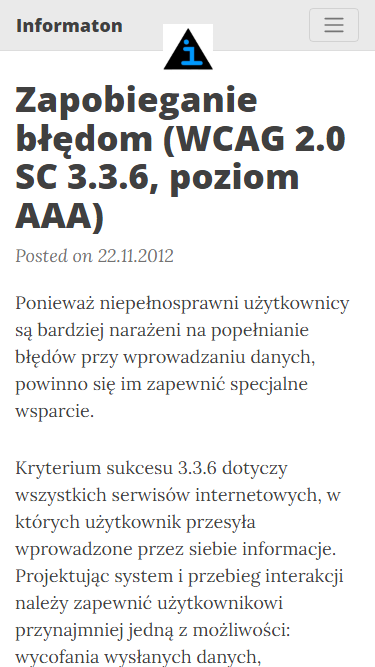 Informaton
Zapobieganie
błędom (WCAG 2.0
SC 3.3.6, poziom
AAA)
Posted on 22.11.2012
Ponieważ niepełnosprawni użytkownicy
są bardziej narażeni na popełnianie
błędów przy wprowadzaniu danych,
powinno się im zapewnić specjalne
wsparcie.
Kryterium sukcesu 3.3.6 dotyczy
wszystkich serwisów internetowych, w
których użytkownik przesyła
wprowadzone przez siebie informacje.
Projektując system i przebieg interakcji
należy zapewnić użytkownikowi
przynajmniej jedną z możliwości:
wycofania wysłanych danych,